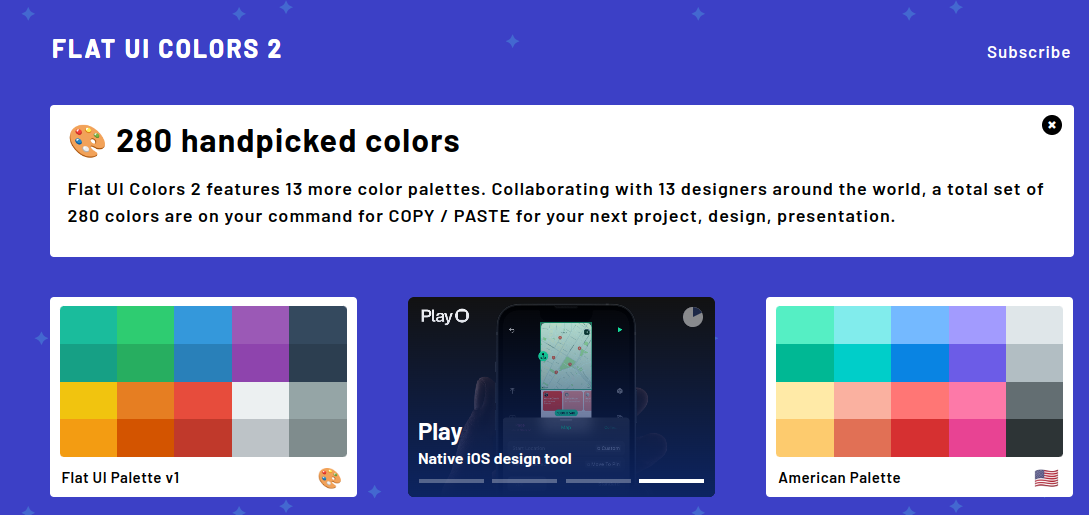 FLAT UI COLORS 2
Subscribe
280 handpicked colors
Flat UI Colors 2 features 13 more color palettes. Collaborating with 13 designers around the world, a total set of
280 colors are on your command for COPY / PASTE for your next project, design, presentation.
Play
Play
Native iOS design tool
Flat UI Palette v1
American Palette